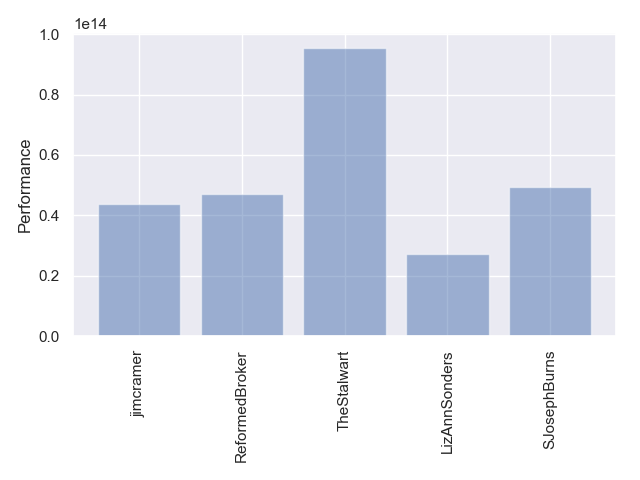 1e14
1.0
0.8
0.6
0.4
0.2
0.0
Performance
jimcramer
ReformedBroker
TheStalwart
LizAnnSonders
SJosephBurns